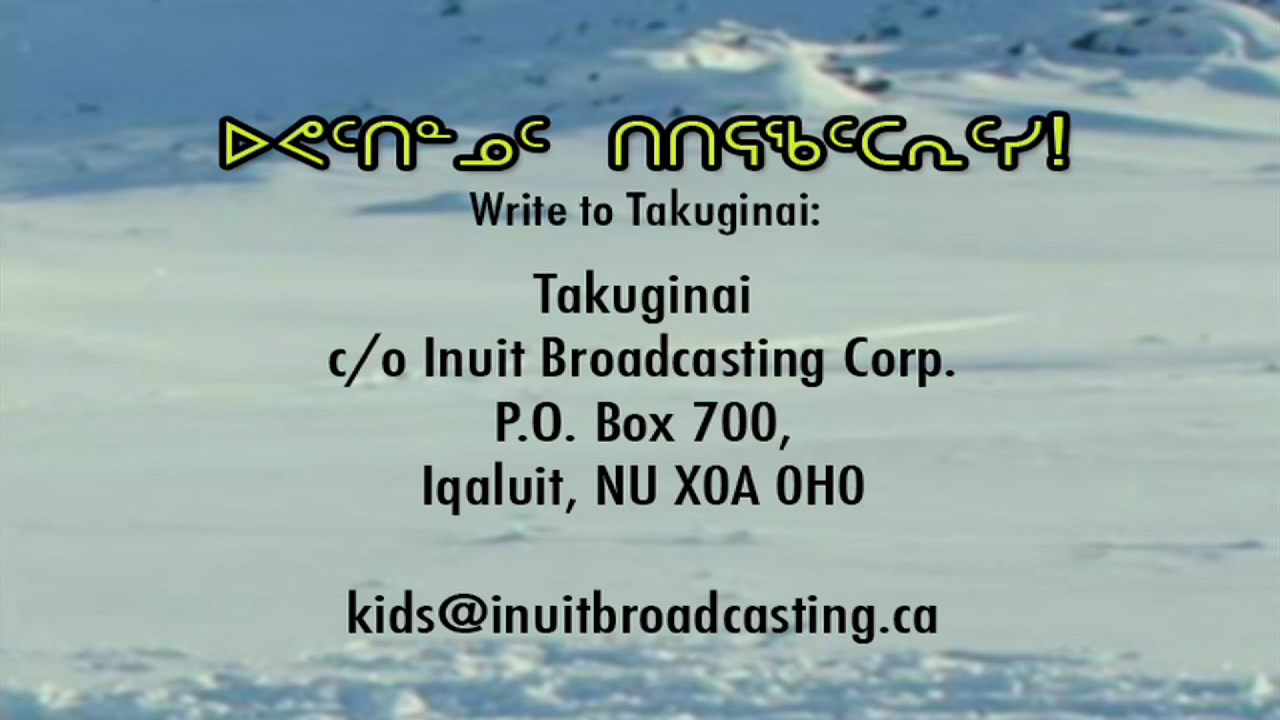 ᐅᕙᑦᑎᓐᓄᑦ ᑎᑎᕋᖃᑦᑕᕆᑦᓯ!
Write to Takuginai:
Takuginai
c/o Inuit Broadcasting Corp.
P.O. Box 700,
Iqaluit, NU X0A 0H0
kids@inuitbroadcasting.ca